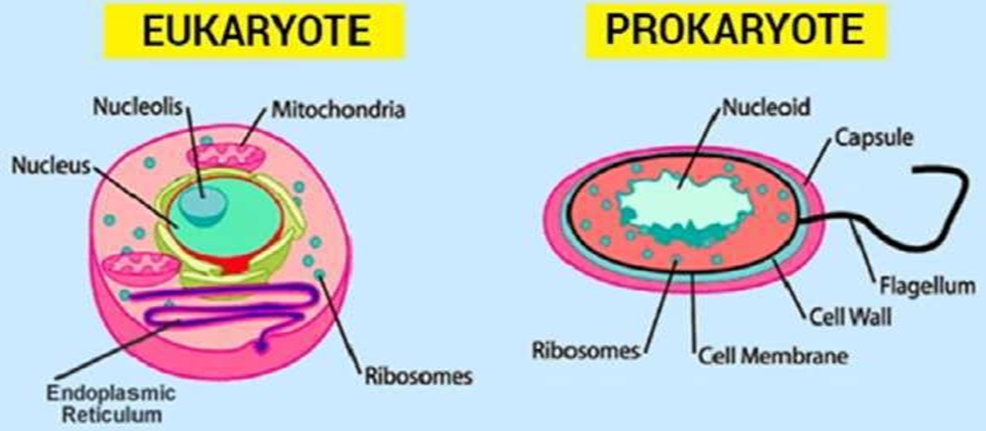 EUKARYOTE
Nucleolis
Mitochondria
Nucleus
Ribosomes
Endoplasmic
Reticulum
PROKARYOTE
Nucleoid
Capsule
Flagellum
Cell Wall
Ribosomes
Cell Membrane